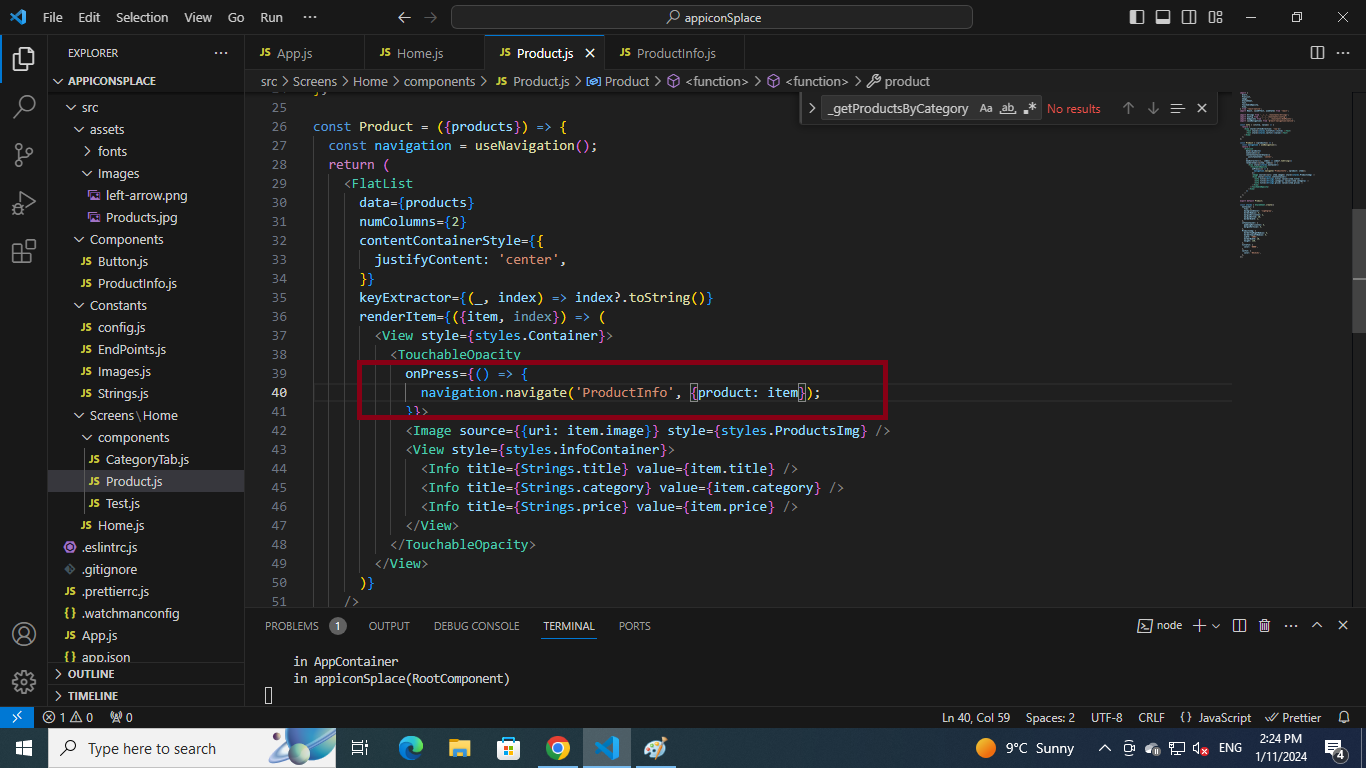 File Edit Selection View Go Run ··· appiconSplace
EXPLORER ···
APPICONSPLACE
src
assets
fonts
Images
left-arrow.png
Products.jpg
Components
Button.js
ProductInfo.js
Constants
config.js
EndPoints.js
Images.js
Strings.js
Screens\Home
components
CategoryTab.js
Product.js
Test.js
Home.js
.eslintrc.js
.gitignore
.prettierrc.js
.watchmanconfig
App.js
app.json
OUTLINE
TIMELINE
JS App.js JS Home.js JS Product.js JS ProductInfo.js
src > Screens > Home > components > JS Product.js > Product > <function> > <function> > product
_getProductsByCategory Aa ab .* No results
25
26 const Product = ({products}) => {
27 const navigation = useNavigation();
28 return (
29 <FlatList
30 data={products}
31 numColumns={2}
32 contentContainerStyle={{
33 justifyContent: 'center',
34 }}
35 keyExtractor={(_, index) => index?.toString()}
36 renderItem={({item, index}) => (
37 <View style={styles.Container}>
38 <TouchableOpacity
39 onPress={() => {
40 navigation.navigate('ProductInfo', {product: item});
41 }}>
42 <Image source={{uri: item.image}} style={styles.ProductsImg} />
43 <View style={styles.infoContainer}>
44 <Info title={Strings.title} value={item.title} />
45 <Info title={Strings.category} value={item.category} />
46 <Info title={Strings.price} value={item.price} />
47 </View>
48 </TouchableOpacity>
49 </View>
50 )}
51 />
PROBLEMS 1 OUTPUT DEBUG CONSOLE TERMINAL PORTS node
in AppContainer
in appiconSplace(RootComponent)
1 0 0 Ln 40, Col 59 Spaces: 2 UTF-8 CRLF {} JavaScript Prettier
Type here to search 9°C Sunny ENG 2:24 PM
1/11/2024 4